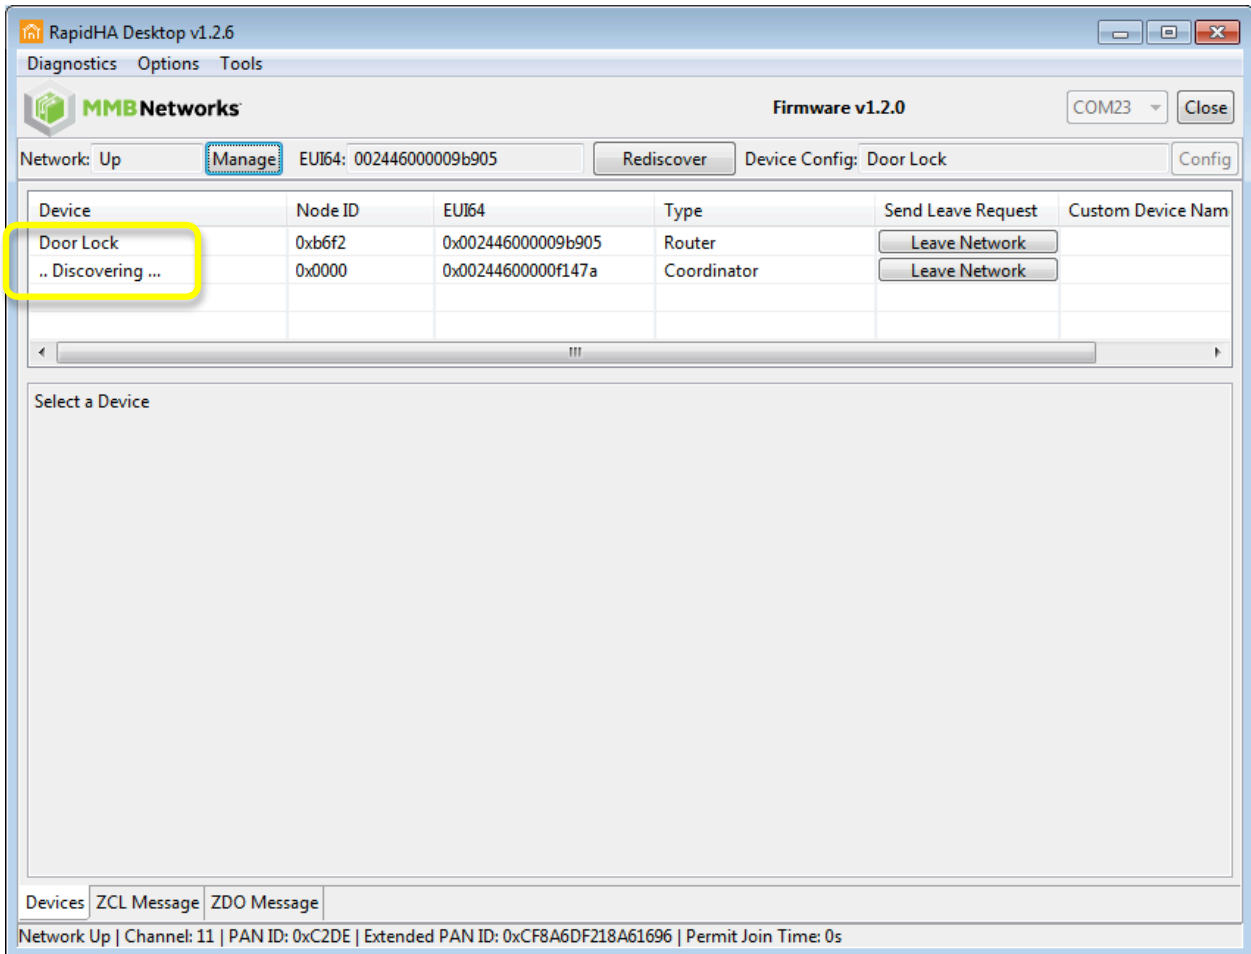 RapidHA Desktop v1.2.6
Diagnostics Options Tools
MMB Networks Firmware v1.2.0 COM23 Close
Network: Up Manage EUI64: 002446000009b905 Rediscover Device Config: Door Lock Config
Device Node ID EUI64 Type Send Leave Request Custom Device Nam
Door Lock 0xb6f2 0x002446000009b905 Router Leave Network
.. Discovering ... 0x0000 0x00244600000f147a Coordinator Leave Network
Select a Device
Devices ZCL Message ZDO Message
Network Up | Channel: 11 | PAN ID: 0xC2DE | Extended PAN ID: 0xCF8A6DF218A61696 | Permit Join Time: 0s